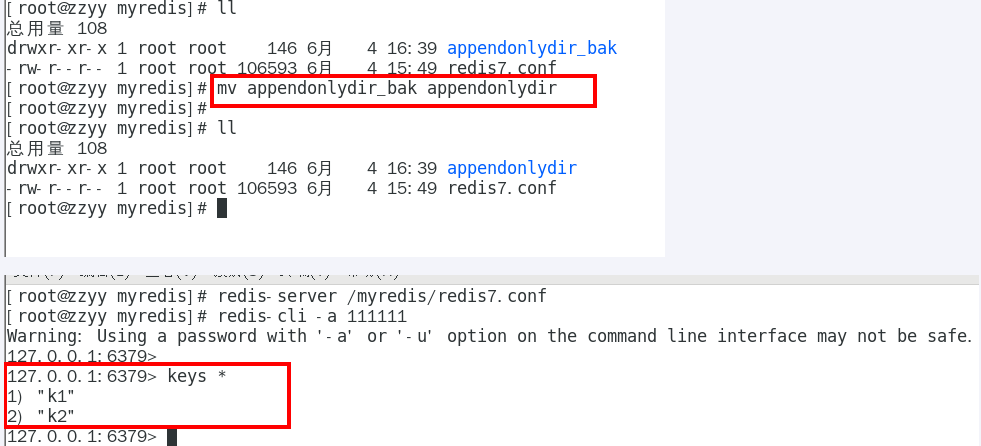 [root@zzyy myredis]# ll
总用量 108
drwxr-xr-x 1 root root    146 6月   4 16:39 appendonlydir_bak
-rw-r--r-- 1 root root 106593 6月   4 15:49 redis7.conf
[root@zzyy myredis]# mv appendonlydir_bak appendonlydir
[root@zzyy myredis]#
[root@zzyy myredis]# ll
总用量 108
drwxr-xr-x 1 root root    146 6月   4 16:39 appendonlydir
-rw-r--r-- 1 root root 106593 6月   4 15:49 redis7.conf
[root@zzyy myredis]#
[root@zzyy myredis]# redis-server /myredis/redis7.conf
[root@zzyy myredis]# redis-cli -a 111111
Warning: Using a password with '-a' or '-u' option on the command line interface may not be safe.
127.0.0.1:6379>
127.0.0.1:6379> keys *
1) "k1"
2) "k2"
127.0.0.1:6379>